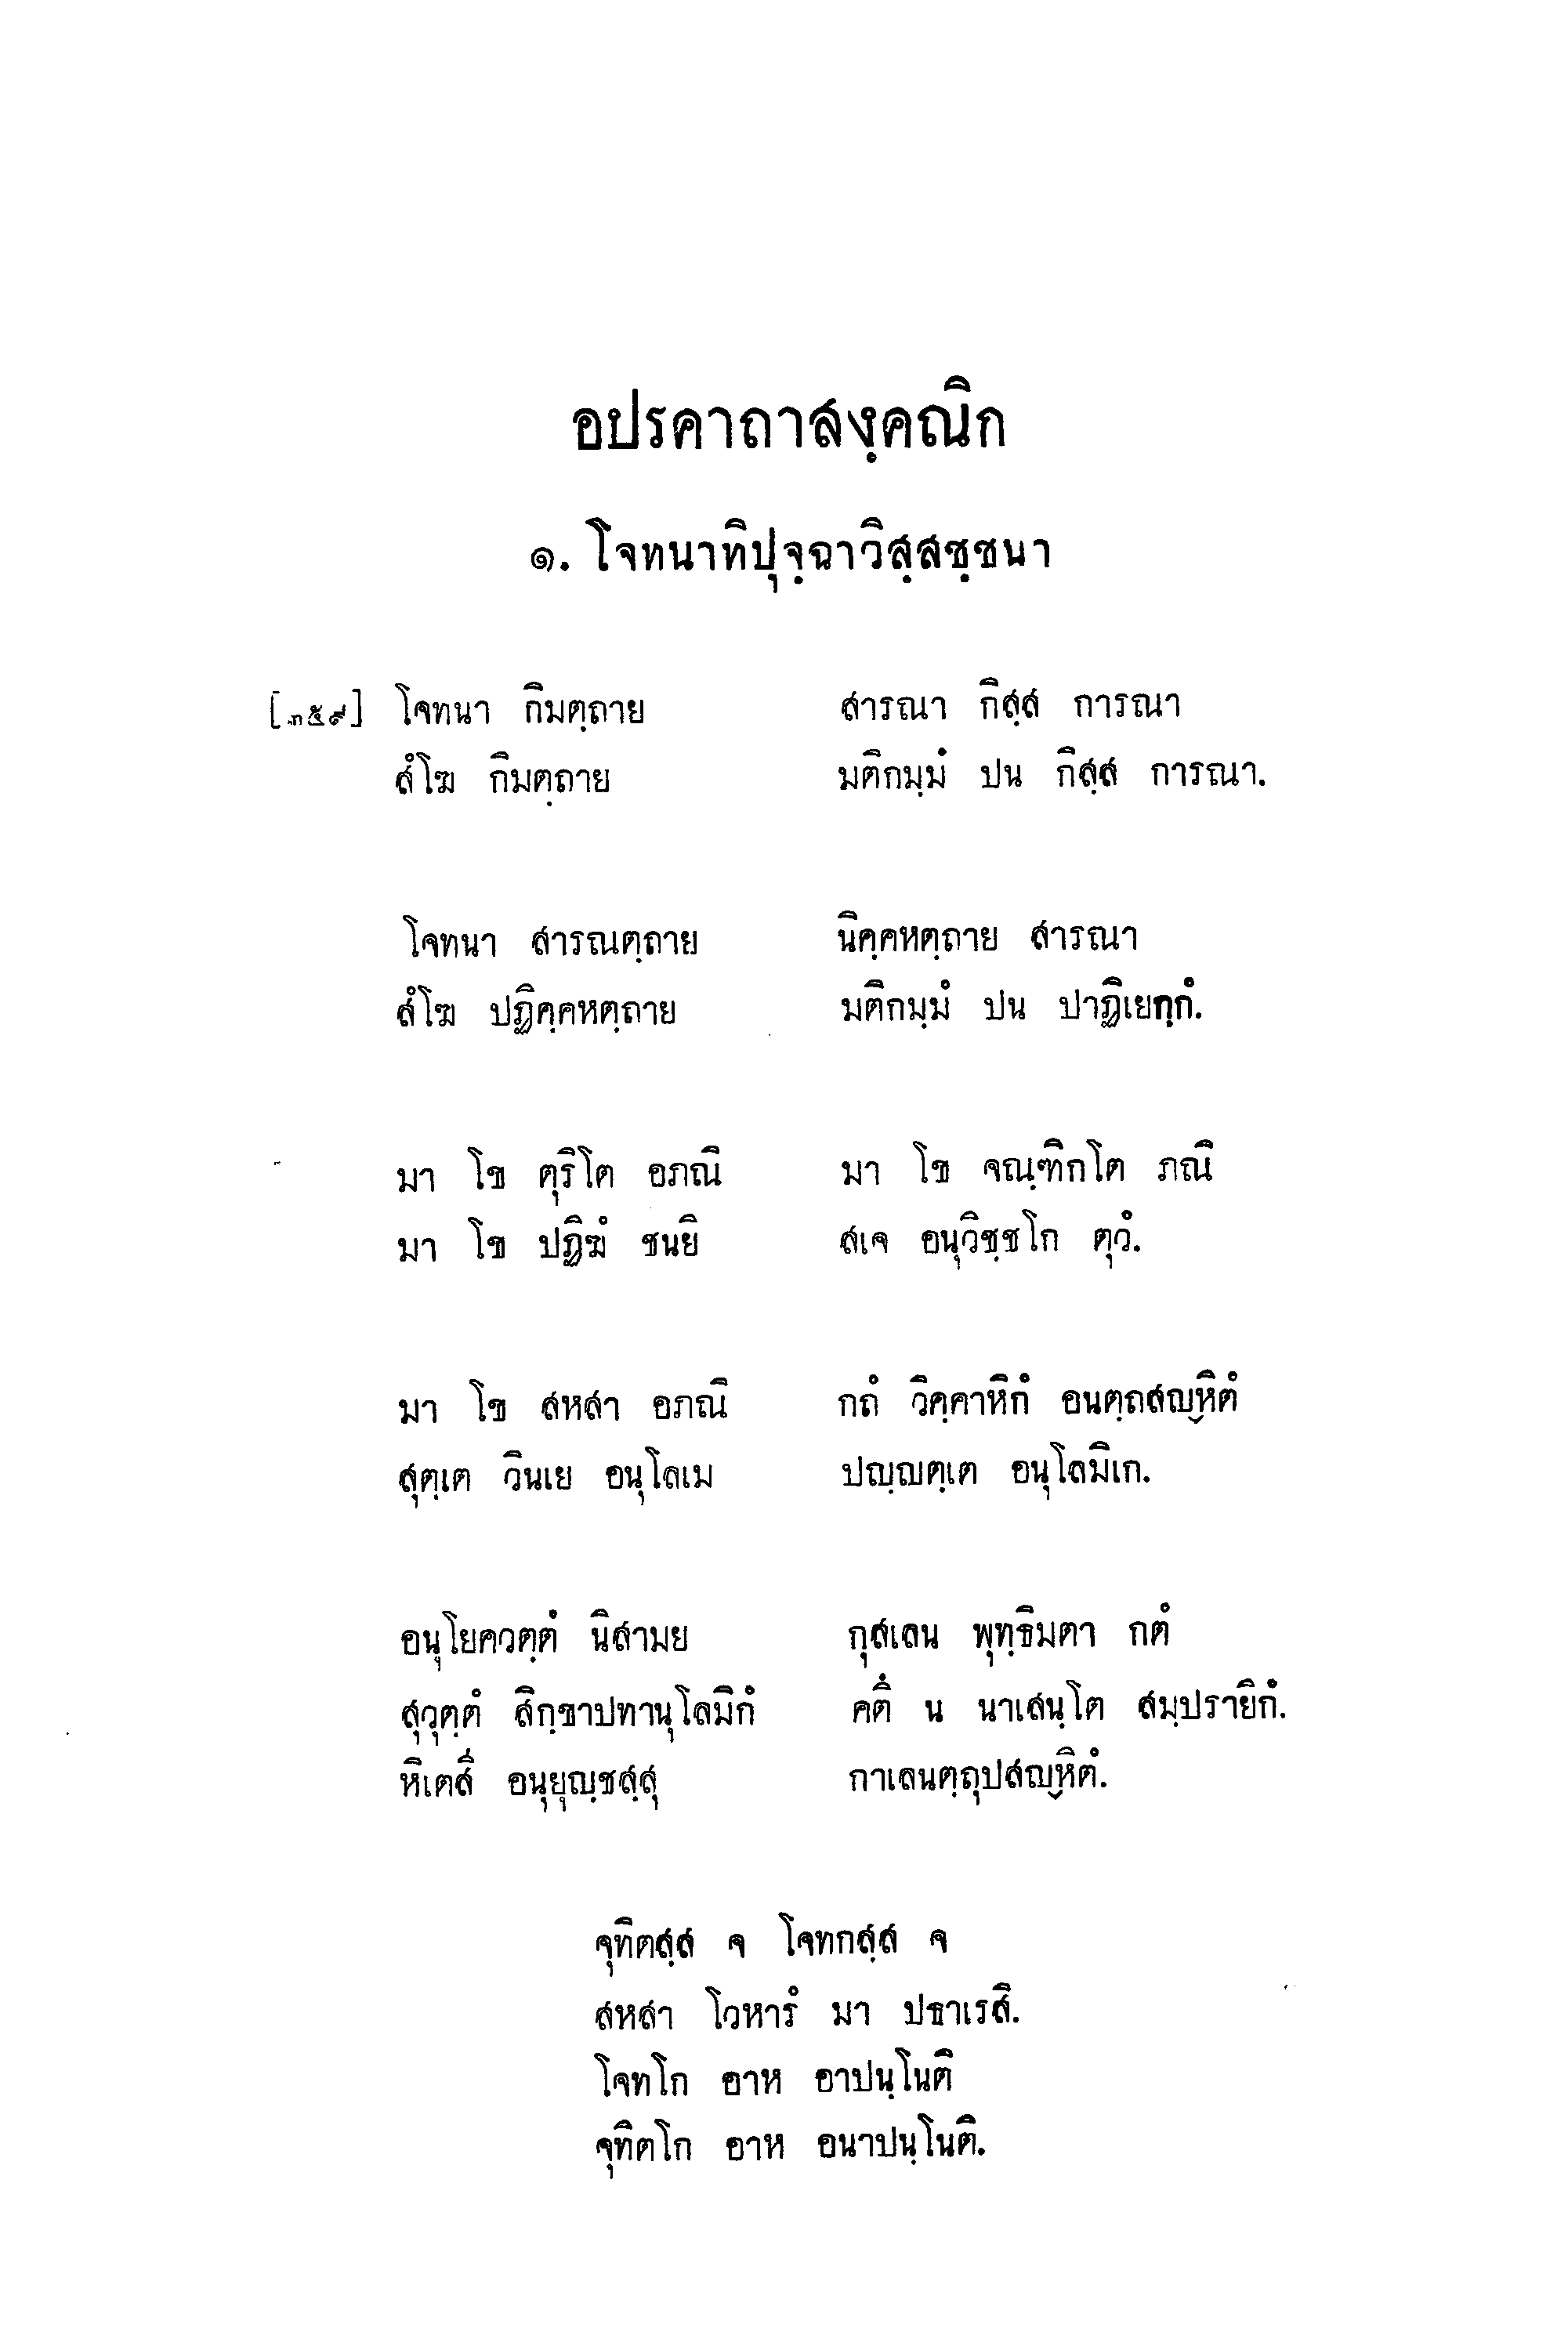 อปรคาถาสงฺคณิก
๑. โจทนาทิปุจฺฉาวิสฺสชฺชนา
[๓๕๙] โจทนา กิมตฺถาย สารณา กิสฺส การณา
สํโฆ กิมตฺถาย มติกมฺมํ ปน กิสฺส การณา.
โจทนา สารณตฺถาย นิคฺคหตฺถาย สารณา
สํโฆ ปฏิคฺคหตฺถาย มติกมฺมํ ปน ปาฏิเยกฺกํ.
มา โข ตุริโต อภณิ มา โข จณฺฑิกโต ภณิ
มา โข ปฏิฆํ ชนยิ สเจ อนุวิชฺชโก ตุวํ.
มา โข สหสา อภณิ กถํ วิคฺคาหิกํ อนตฺถสญฺหิตํ
สุตฺเต วินเย อนุโลเม ปญฺญตฺเต อนุโลมิเก.
อนุโยควตฺตํ นิสามย กุสเลน พุทฺธิมตา กตํ
สุวุตฺตํ สิกฺขาปทานุโลมิกํ คตึ น นาเสนฺโต สมฺปรายิกํ.
หิเตสึ อนุยุญฺชสฺสุ กาเลนตฺถุปสญฺหิตํ.
จุทิตสฺส จ โจทกสฺส จ
สหสา โวหารํ มา ปธาเรสิ.
โจทโก อาห อาปนฺโนติ
จุทิตโก อาห อนาปนฺโนติ.